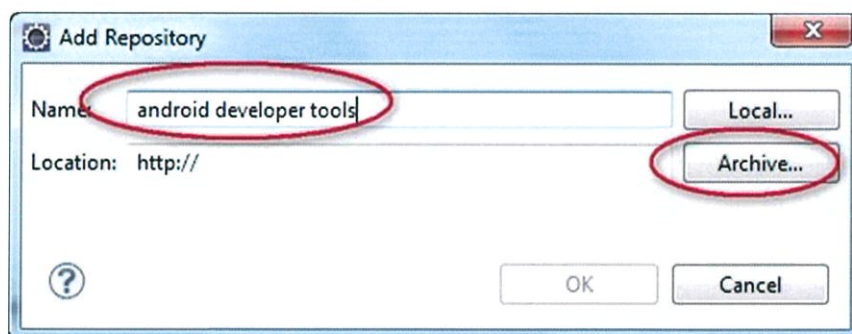 Add Repository
Name: android developer tools Local...
Location: http:// Archive...
? OK Cancel